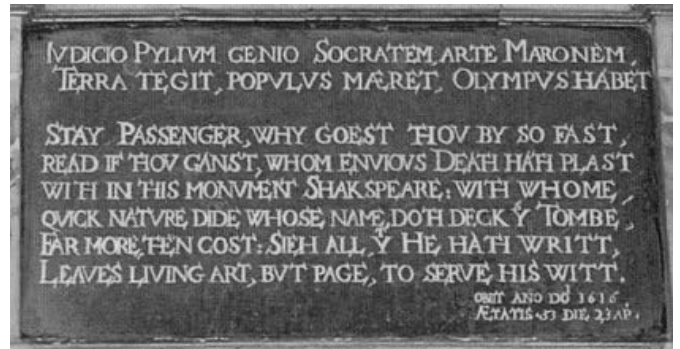 IVDICIO PYLIVM GENIO SOCRATEM, ARTE MARONEM,
TERRA TEGIT, POPVLVS MÆRET, OLYMPVS HABET
STAY PASSENGER, WHY GOEST THOV BY SO FAST,
READ IF THOV CANST, WHOM ENVIOVS DEATH HATH PLAST
WITH IN THIS MONVMENT SHAKSPEARE: WITH WHOME,
QVICK NATVRE DIDE WHOSE NAME, DOTH DECK Yͤ TOMBE,
FAR MORE, THEN COST: SIEH ALL, Yͭ HE HATH WRITT,
LEAVES LIVING ART, BVT PAGE, TO SERVE HIS WITT.
OBIIT AÑO DOⁱ 1616,
ÆTATIS 53 DIE 23 AP.